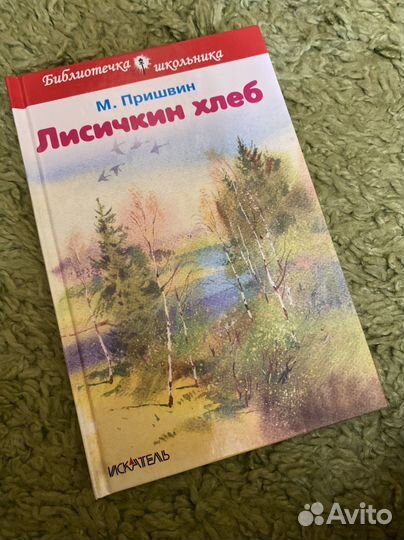 Библиотечка школьника
М. Пришвин
Лисичкин хлеб
ИСКАТЕЛЬ
Avito